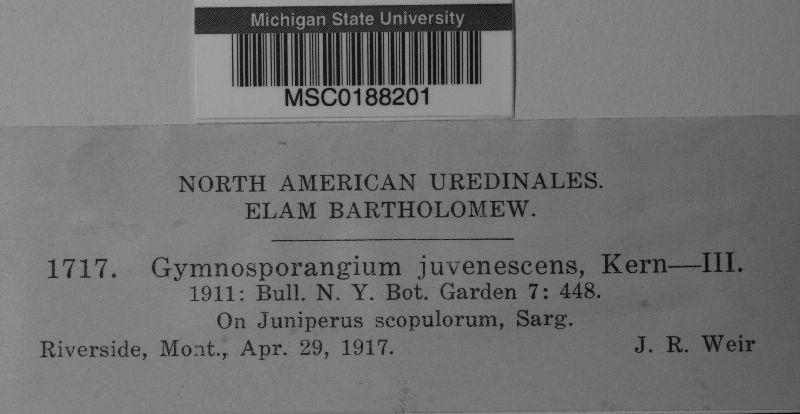 Michigan State University
MSC0188201
NORTH AMERICAN UREDINALES.
ELAM BARTHOLOMEW.
1717. Gymnosporangium juvenescens, Kern—III.
1911: Bull. N. Y. Bot. Garden 7: 448.
On Juniperus scopulorum, Sarg.
Riverside, Mont., Apr. 29, 1917. J. R. Weir